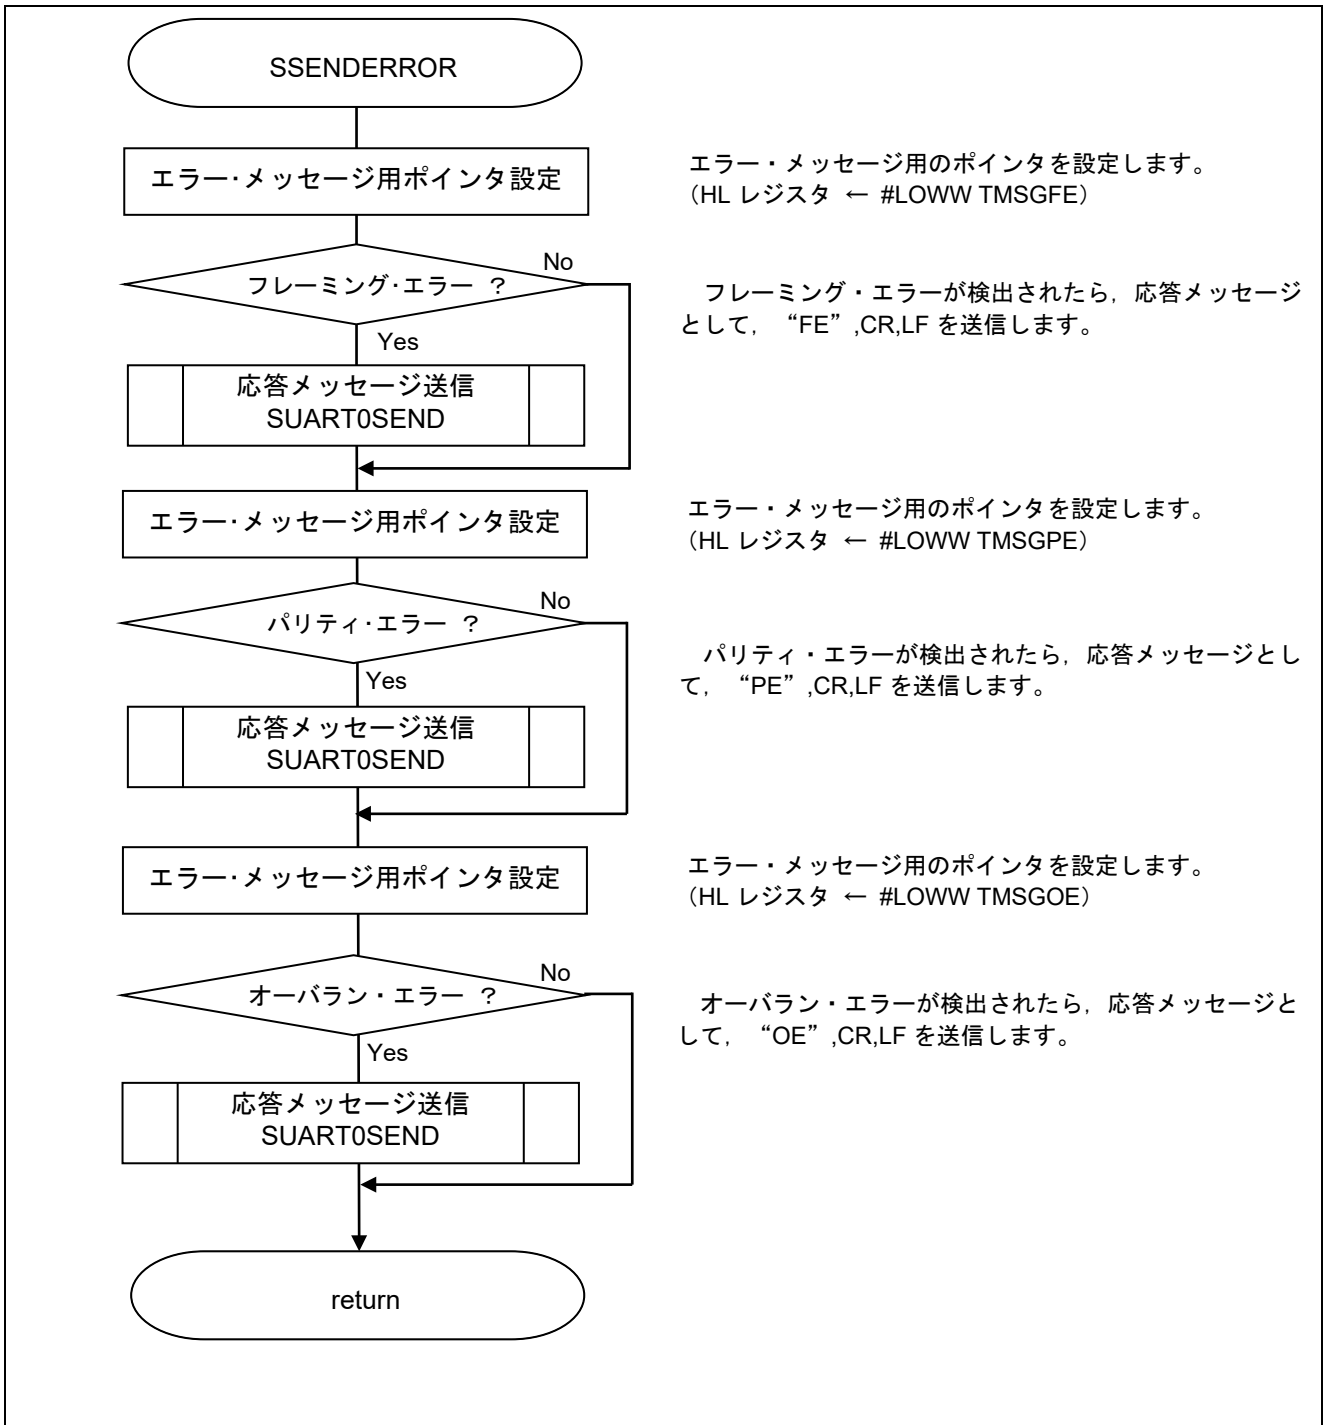 SSENDERROR
エラー･メッセージ用ポインタ設定
エラー・メッセージ用のポインタを設定します。
（HL レジスタ ← #LOWW TMSGFE）
フレーミング･エラー ？
No
フレーミング・エラーが検出されたら，応答メッセージ
として，“FE”,CR,LF を送信します。
Yes
応答メッセージ送信
SUART0SEND
エラー･メッセージ用ポインタ設定
エラー・メッセージ用のポインタを設定します。
（HL レジスタ ← #LOWW TMSGPE）
パリティ･エラー ？
No
パリティ・エラーが検出されたら，応答メッセージとし
て，“PE”,CR,LF を送信します。
Yes
応答メッセージ送信
SUART0SEND
エラー･メッセージ用ポインタ設定
エラー・メッセージ用のポインタを設定します。
（HL レジスタ ← #LOWW TMSGOE）
オーバラン・エラー ？
No
オーバラン・エラーが検出されたら，応答メッセージと
して，“OE”,CR,LF を送信します。
Yes
応答メッセージ送信
SUART0SEND
return